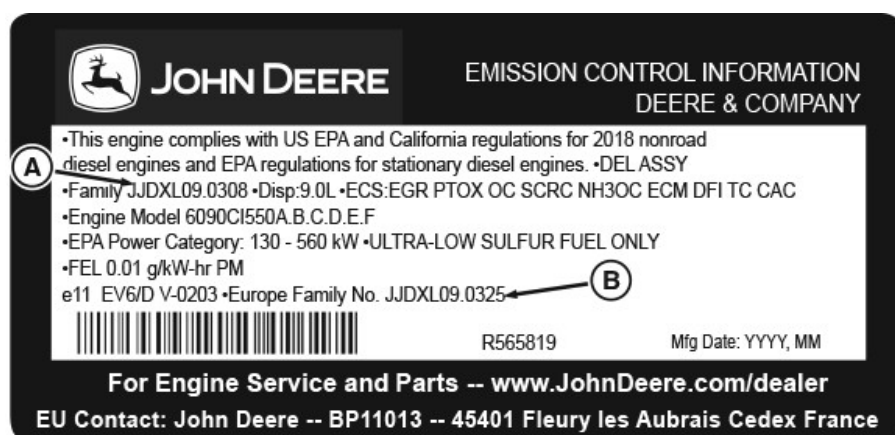 JOHN DEERE
EMISSION CONTROL INFORMATION
DEERE & COMPANY
•This engine complies with US EPA and California regulations for 2018 nonroad
diesel engines and EPA regulations for stationary diesel engines. •DEL ASSY
A
•Family JJDXL09.0308 •Disp:9.0L •ECS:EGR PTOX OC SCRC NH3OC ECM DFI TC CAC
•Engine Model 6090CI550A.B.C.D.E.F
•EPA Power Category: 130 - 560 kW •ULTRA-LOW SULFUR FUEL ONLY
•FEL 0.01 g/kW-hr PM
B
e11 EV6/D V-0203 •Europe Family No. JJDXL09.0325
R565819
Mfg Date: YYYY, MM
For Engine Service and Parts -- www.JohnDeere.com/dealer
EU Contact: John Deere -- BP11013 -- 45401 Fleury les Aubrais Cedex France